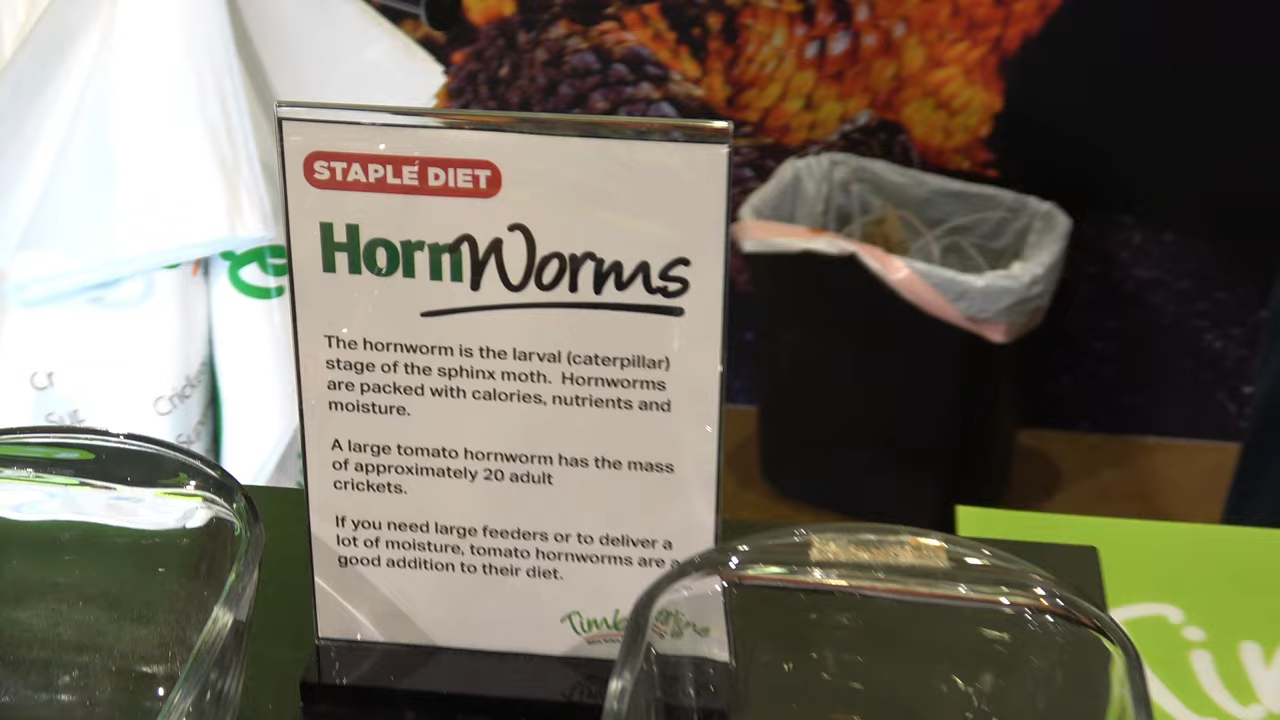 STAPLE DIET
HornWorms
The hornworm is the larval (caterpillar)
stage of the sphinx moth. Hornworms
are packed with calories, nutrients and
moisture.
A large tomato hornworm has the mass
of approximately 20 adult
crickets.
If you need large feeders or to deliver a
lot of moisture, tomato hornworms are a
good addition to their diet.